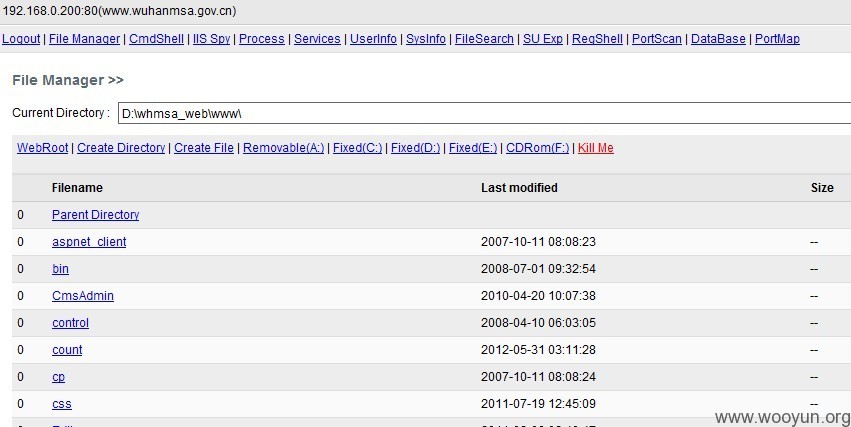 192.168.0.200:80(www.wuhanmsa.gov.cn)
Logout | File Manager | CmdShell | IIS Spy | Process | Services | UserInfo | SysInfo | FileSearch | SU Exp | RegShell | PortScan | DataBase | PortMap
File Manager >>
Current Directory : D:\whmsa_web\www\
WebRoot | Create Directory | Create File | Removable(A:) | Fixed(C:) | Fixed(D:) | Fixed(E:) | CDRom(F:) | Kill Me
Filename Last modified Size
0 Parent Directory
0 aspnet_client 2007-10-11 08:08:23 --
0 bin 2008-07-01 09:32:54 --
0 CmsAdmin 2010-04-20 10:07:38 --
0 control 2008-04-10 06:03:05 --
0 count 2012-05-31 03:11:28 --
0 cp 2007-10-11 08:08:24 --
0 css 2011-07-19 12:45:09 --
www.wooyun.org